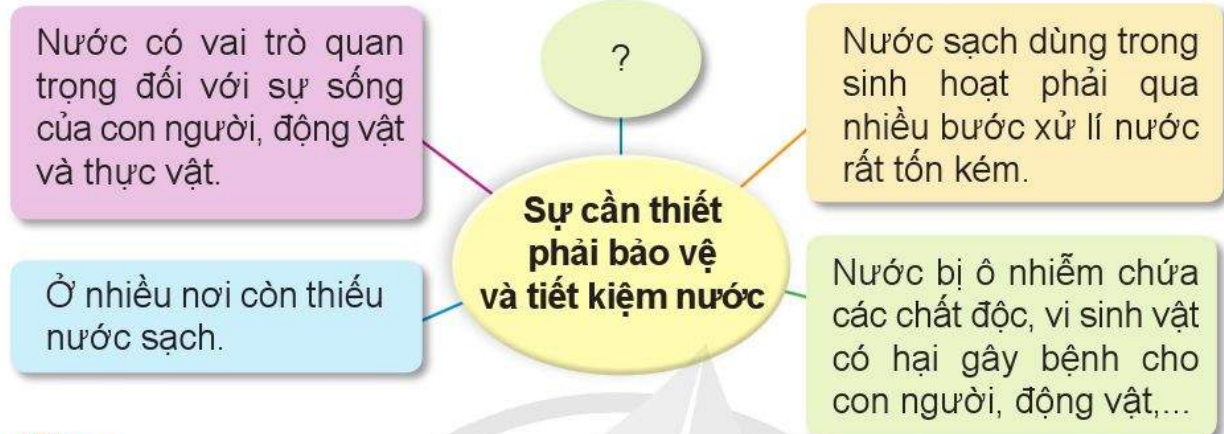 Nước có vai trò quan
trọng đối với sự sống
của con người, động vật
và thực vật.
?
Nước sạch dùng trong
sinh hoạt phải qua
nhiều bước xử lí nước
rất tốn kém.
Sự cần thiết
phải bảo vệ
và tiết kiệm nước
Ở nhiều nơi còn thiếu
nước sạch.
Nước bị ô nhiễm chứa
các chất độc, vi sinh vật
có hại gây bệnh cho
con người, động vật,...